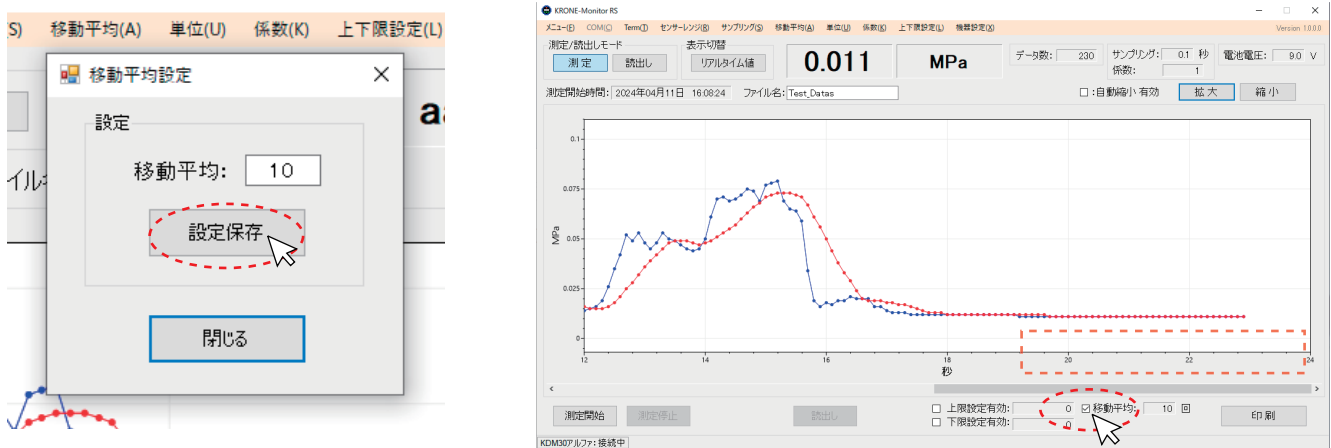 S) 移動平均(A) 単位(U) 係数(K) 上下限設定(L)
移動平均設定
設定
移動平均: 10
設定保存
閉じる
KRONE-Monitor RS
メニュー(F) COM(C) Term(T) センサーレンジ(R) サンプリング(S) 移動平均(A) 単位(U) 係数(K) 上下限設定(L) 機器設定(X) Version 1.0.0.0
測定/読出しモード 表示切替
測 定 読出し リアルタイム値 0.011 MPa データ数: 230 サンプリング: 0.1 秒 電池電圧: 9.0 V
係数: 1
測定開始時間: 2024年04月11日 16:08:24 ファイル名: Test_Datas :自動縮小 有効 拡 大 縮 小
0.1
0.075
0.05
0.025
0
MPa
12 14 16 18 20 22 24
秒
測定開始 測定停止 読出し 上限設定有効: 0 移動平均: 10 回 印 刷
下限設定有効: 0
KDM30アルファ: 接続中